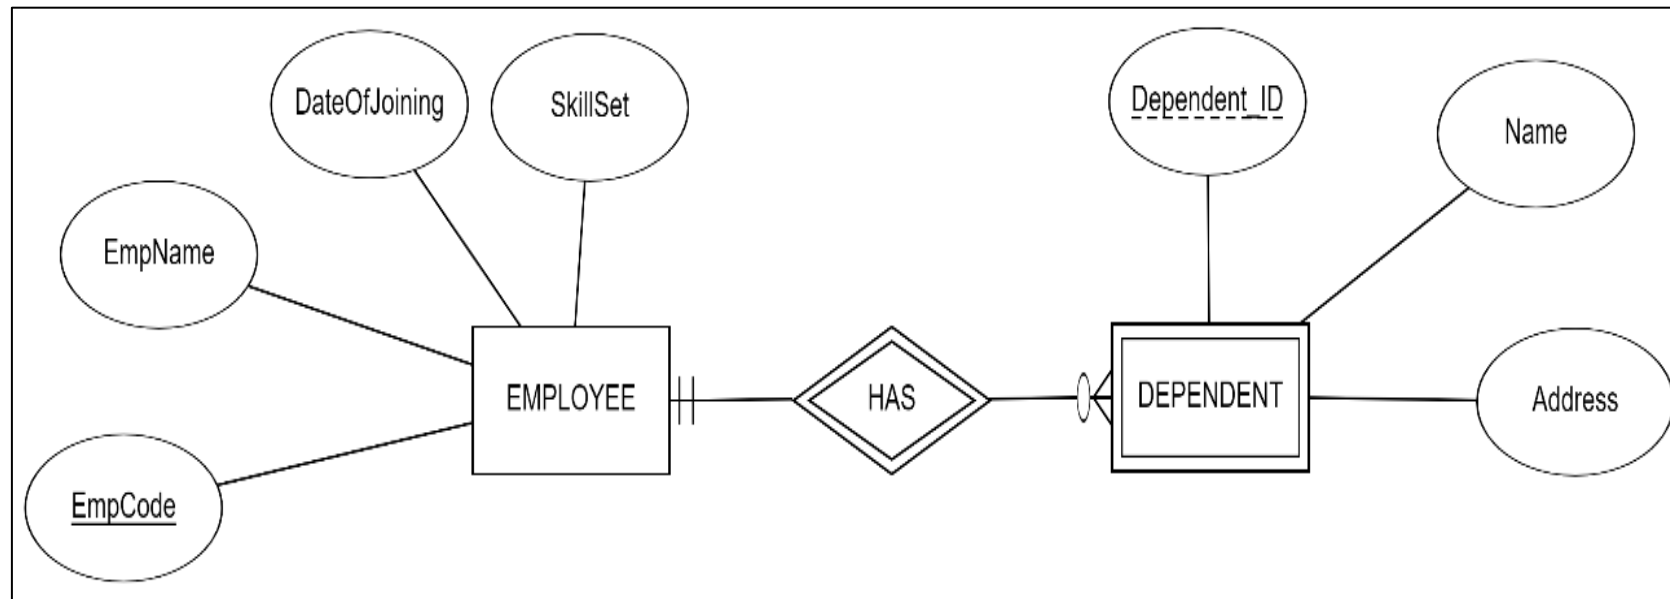 DateOfJoining
SkillSet
Dependent_ID
Name
EmpName
EMPLOYEE
HAS
DEPENDENT
Address
EmpCode